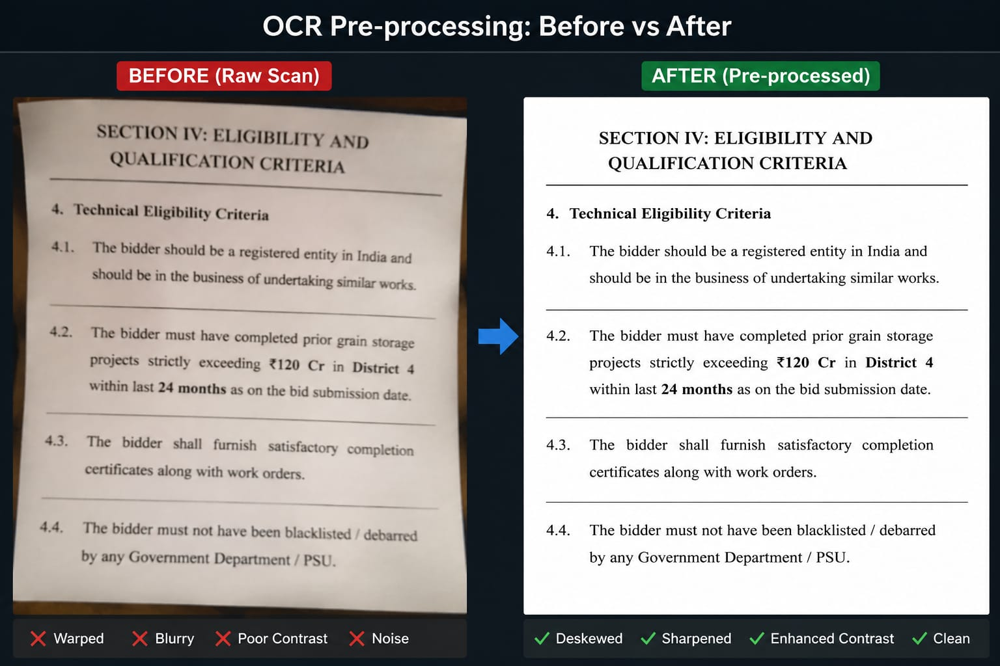 OCR Pre-processing: Before vs After
BEFORE (Raw Scan)
SECTION IV: ELIGIBILITY AND
QUALIFICATION CRITERIA
4. Technical Eligibility Criteria
4.1. The bidder should be a registered entity in India and
should be in the business of undertaking similar works.
4.2. The bidder must have completed prior grain storage
projects strictly exceeding ₹120 Cr in District 4
within last 24 months as on the bid submission date.
4.3. The bidder shall furnish satisfactory completion
certificates along with work orders.
4.4. The bidder must not have been blacklisted / debarred
by any Government Department / PSU.
Warped Blurry Poor Contrast Noise
AFTER (Pre-processed)
SECTION IV: ELIGIBILITY AND
QUALIFICATION CRITERIA
4. Technical Eligibility Criteria
4.1. The bidder should be a registered entity in India and
should be in the business of undertaking similar works.
4.2. The bidder must have completed prior grain storage
projects strictly exceeding ₹120 Cr in District 4
within last 24 months as on the bid submission date.
4.3. The bidder shall furnish satisfactory completion
certificates along with work orders.
4.4. The bidder must not have been blacklisted / debarred
by any Government Department / PSU.
Deskewed Sharpened Enhanced Contrast Clean